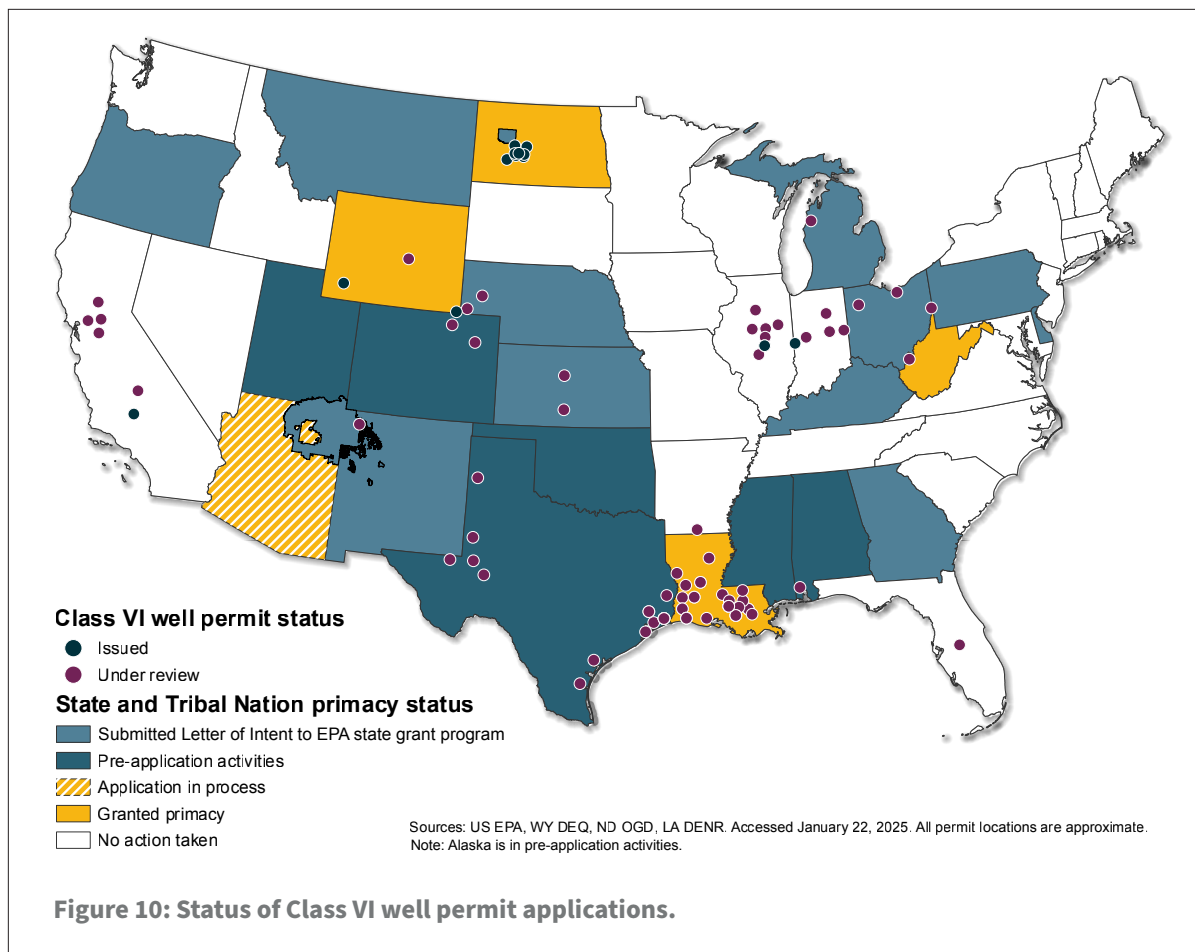 Class VI well permit status
Issued
Under review
State and Tribal Nation primacy status
Submitted Letter of Intent to EPA state grant program
Pre-application activities
Application in process
Granted primacy
No action taken
Sources: US EPA, WY DEQ, ND OGD, LA DENR. Accessed January 22, 2025. All permit locations are approximate.
Note: Alaska is in pre-application activities.
Figure 10: Status of Class VI well permit applications.